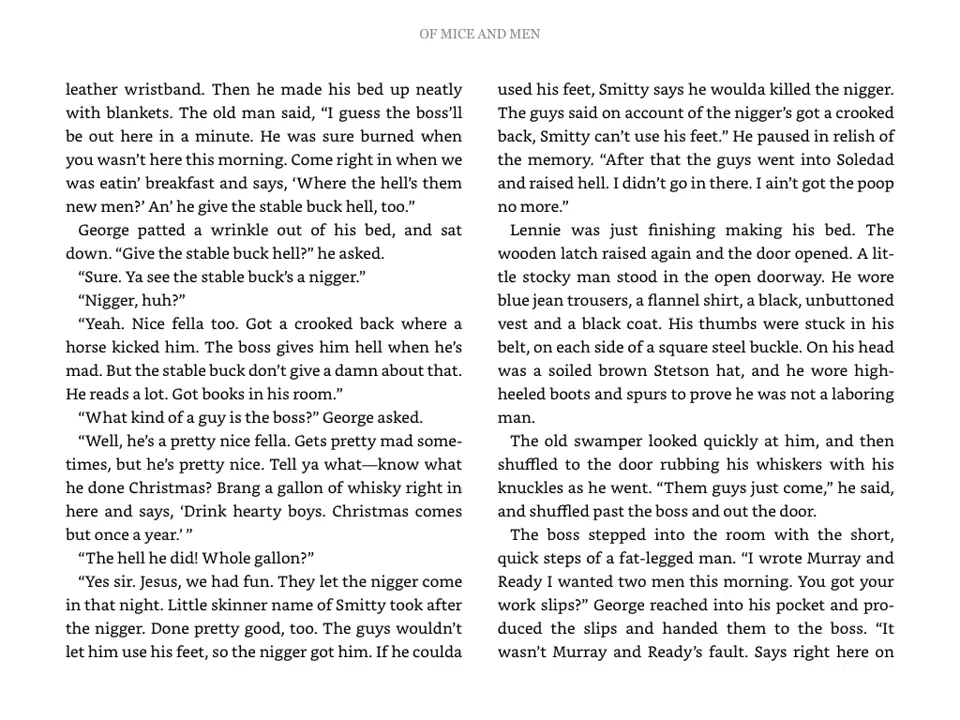 OF MICE AND MEN
leather wristband. Then he made his bed up neatly
with blankets. The old man said, “I guess the boss’ll
be out here in a minute. He was sure burned when
you wasn’t here this morning. Come right in when we
was eatin’ breakfast and says, ‘Where the hell’s them
new men?’ An’ he give the stable buck hell, too.”
George patted a wrinkle out of his bed, and sat
down. “Give the stable buck hell?” he asked.
“Sure. Ya see the stable buck’s a nigger.”
“Nigger, huh?”
“Yeah. Nice fella too. Got a crooked back where a
horse kicked him. The boss gives him hell when he’s
mad. But the stable buck don’t give a damn about that.
He reads a lot. Got books in his room.”
“What kind of a guy is the boss?” George asked.
“Well, he’s a pretty nice fella. Gets pretty mad some-
times, but he’s pretty nice. Tell ya what—know what
he done Christmas? Brang a gallon of whisky right in
here and says, ‘Drink hearty boys. Christmas comes
but once a year.’ ”
“The hell he did! Whole gallon?”
“Yes sir. Jesus, we had fun. They let the nigger come
in that night. Little skinner name of Smitty took after
the nigger. Done pretty good, too. The guys wouldn’t
let him use his feet, so the nigger got him. If he coulda
used his feet, Smitty says he woulda killed the nigger.
The guys said on account of the nigger’s got a crooked
back, Smitty can’t use his feet.” He paused in relish of
the memory. “After that the guys went into Soledad
and raised hell. I didn’t go in there. I ain’t got the poop
no more.”
Lennie was just finishing making his bed. The
wooden latch raised again and the door opened. A lit-
tle stocky man stood in the open doorway. He wore
blue jean trousers, a flannel shirt, a black, unbuttoned
vest and a black coat. His thumbs were stuck in his
belt, on each side of a square steel buckle. On his head
was a soiled brown Stetson hat, and he wore high-
heeled boots and spurs to prove he was not a laboring
man.
The old swamper looked quickly at him, and then
shuffled to the door rubbing his whiskers with his
knuckles as he went. “Them guys just come,” he said,
and shuffled past the boss and out the door.
The boss stepped into the room with the short,
quick steps of a fat-legged man. “I wrote Murray and
Ready I wanted two men this morning. You got your
work slips?” George reached into his pocket and pro-
duced the slips and handed them to the boss. “It
wasn’t Murray and Ready’s fault. Says right here on